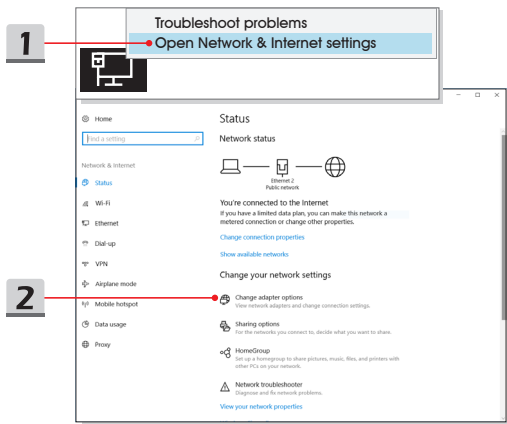 1
Troubleshoot problems
Open Network & Internet settings
Home
Find a setting
Network & Internet
Status
Wi-Fi
Ethernet
Dial-up
VPN
Airplane mode
2
Mobile hotspot
Data usage
Proxy
Status
Network status
Ethernet 2
Public network
You're connected to the Internet
If you have a limited data plan, you can make this network a
metered connection or change other properties.
Change connection properties
Show available networks
Change your network settings
Change adapter options
View network adapters and change connection settings.
Sharing options
For the networks you connect to, decide what you want to share.
HomeGroup
Set up a homegroup to share pictures, music, files, and printers with
other PCs on your network.
Network troubleshooter
Diagnose and fix network problems.
View your network properties